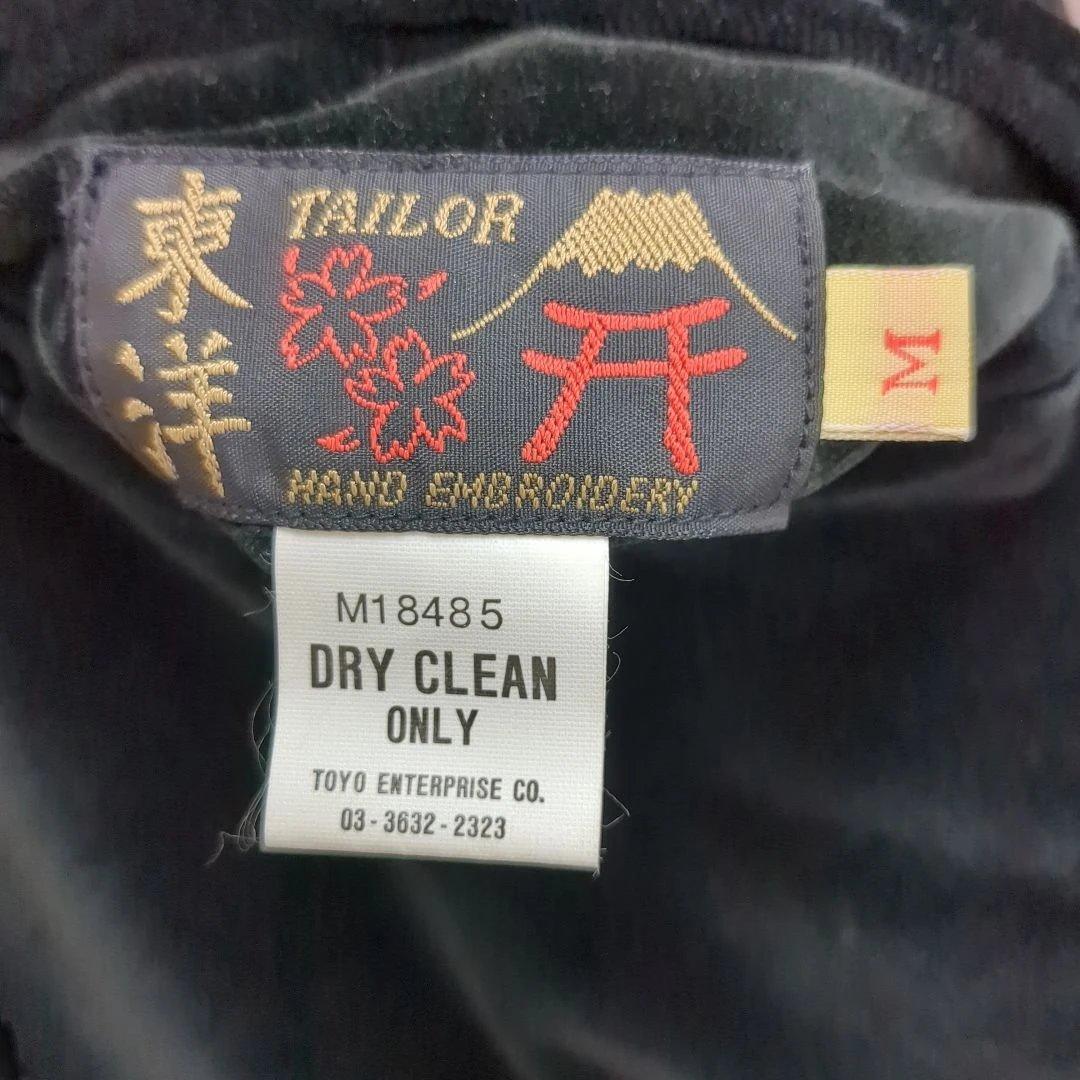 東洋
TAILOR
HAND EMBROIDERY
M
M18485
DRY CLEAN
ONLY
TOYO ENTERPRISE CO.
03-3632-2323